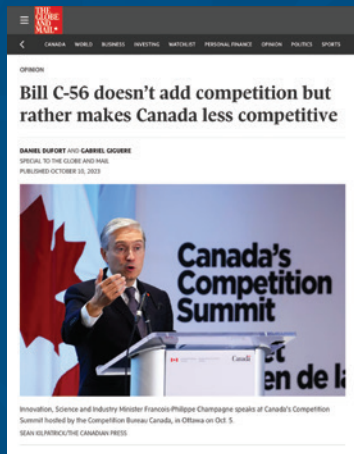 THE
GLOBE
AND
MAIL
CANADA WORLD BUSINESS INVESTING WATCHLIST PERSONAL FINANCE OPINION POLITICS SPORTS
OPINION
Bill C-56 doesn’t add competition but
rather makes Canada less competitive
DANIEL DUFORT AND GABRIEL GIGUÈRE
SPECIAL TO THE GLOBE AND MAIL
PUBLISHED OCTOBER 10, 2023
Canada’s
Competition
Summit
Canada
et
en de la
Innovation, Science and Industry Minister Francois-Philippe Champagne speaks at Canada's Competition
Summit hosted by the Competition Bureau Canada, in Ottawa on Oct. 5.
SEAN KILPATRICK/THE CANADIAN PRESS